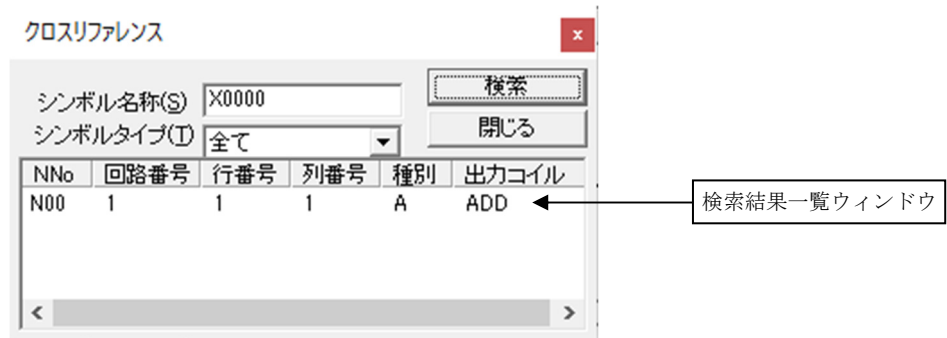 クロスリファレンス
x
シンボル名称(S) X0000 検索
シンボルタイプ(T) 全て 閉じる
NNo 回路番号 行番号 列番号 種別 出力コイル
N00 1 1 1 A ADD
検索結果一覧ウィンドウ